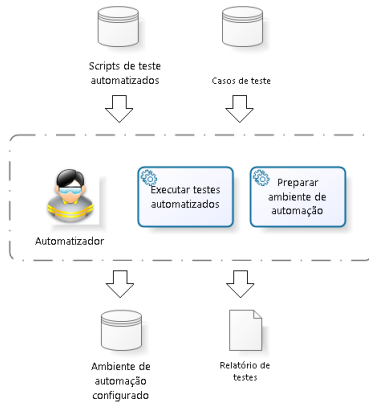 Scripts de teste
automatizados
Casos de teste
Automatizador
Executar testes
automatizados
Preparar
ambiente de
automação
Ambiente de
automação
configurado
Relatório de
testes